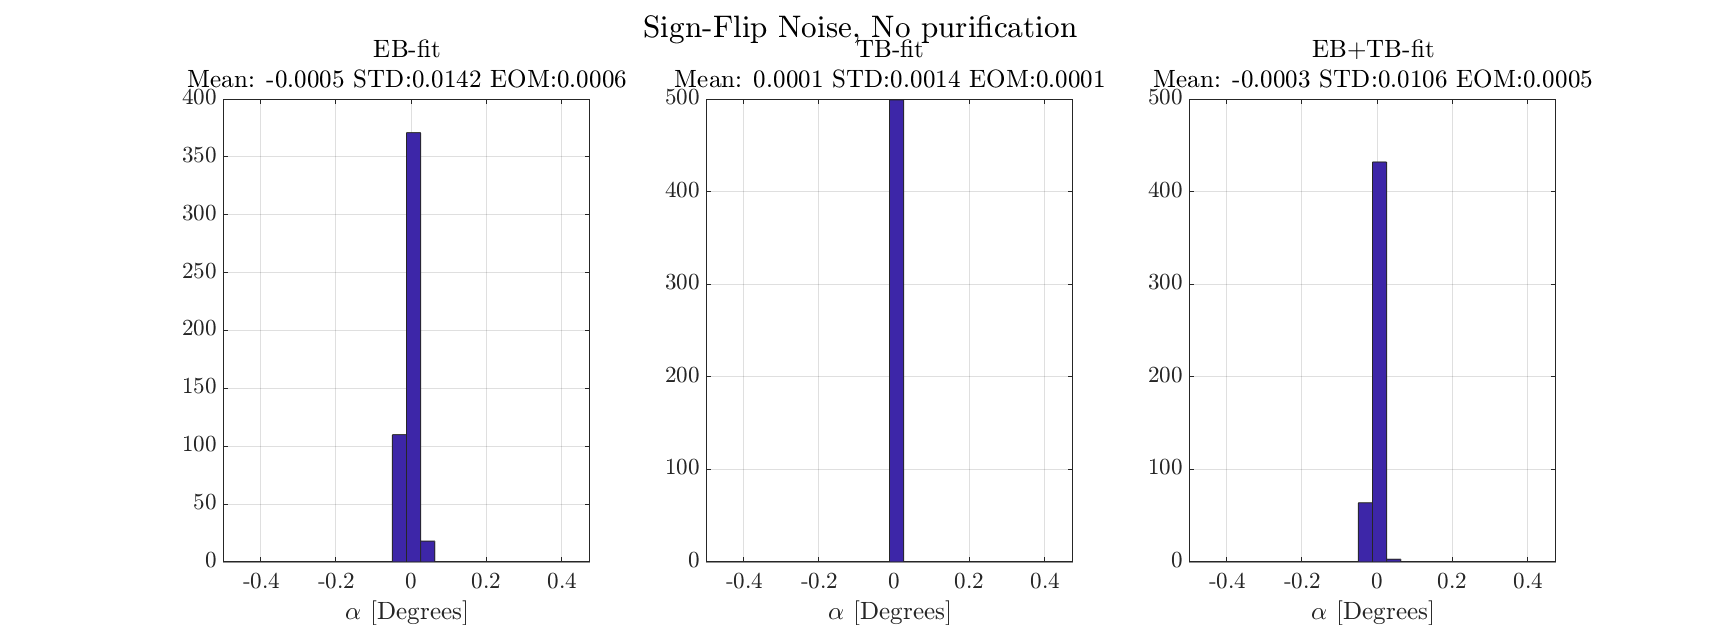 Sign-Flip Noise, No purification
EB-fit
Mean: -0.0005 STD:0.0142 EOM:0.0006
400
350
300
250
200
150
100
50
0
-0.4 -0.2 0 0.2 0.4
α [Degrees]
TB-fit
Mean: 0.0001 STD:0.0014 EOM:0.0001
500
400
300
200
100
0
-0.4 -0.2 0 0.2 0.4
α [Degrees]
EB+TB-fit
Mean: -0.0003 STD:0.0106 EOM:0.0005
500
400
300
200
100
0
-0.4 -0.2 0 0.2 0.4
α [Degrees]